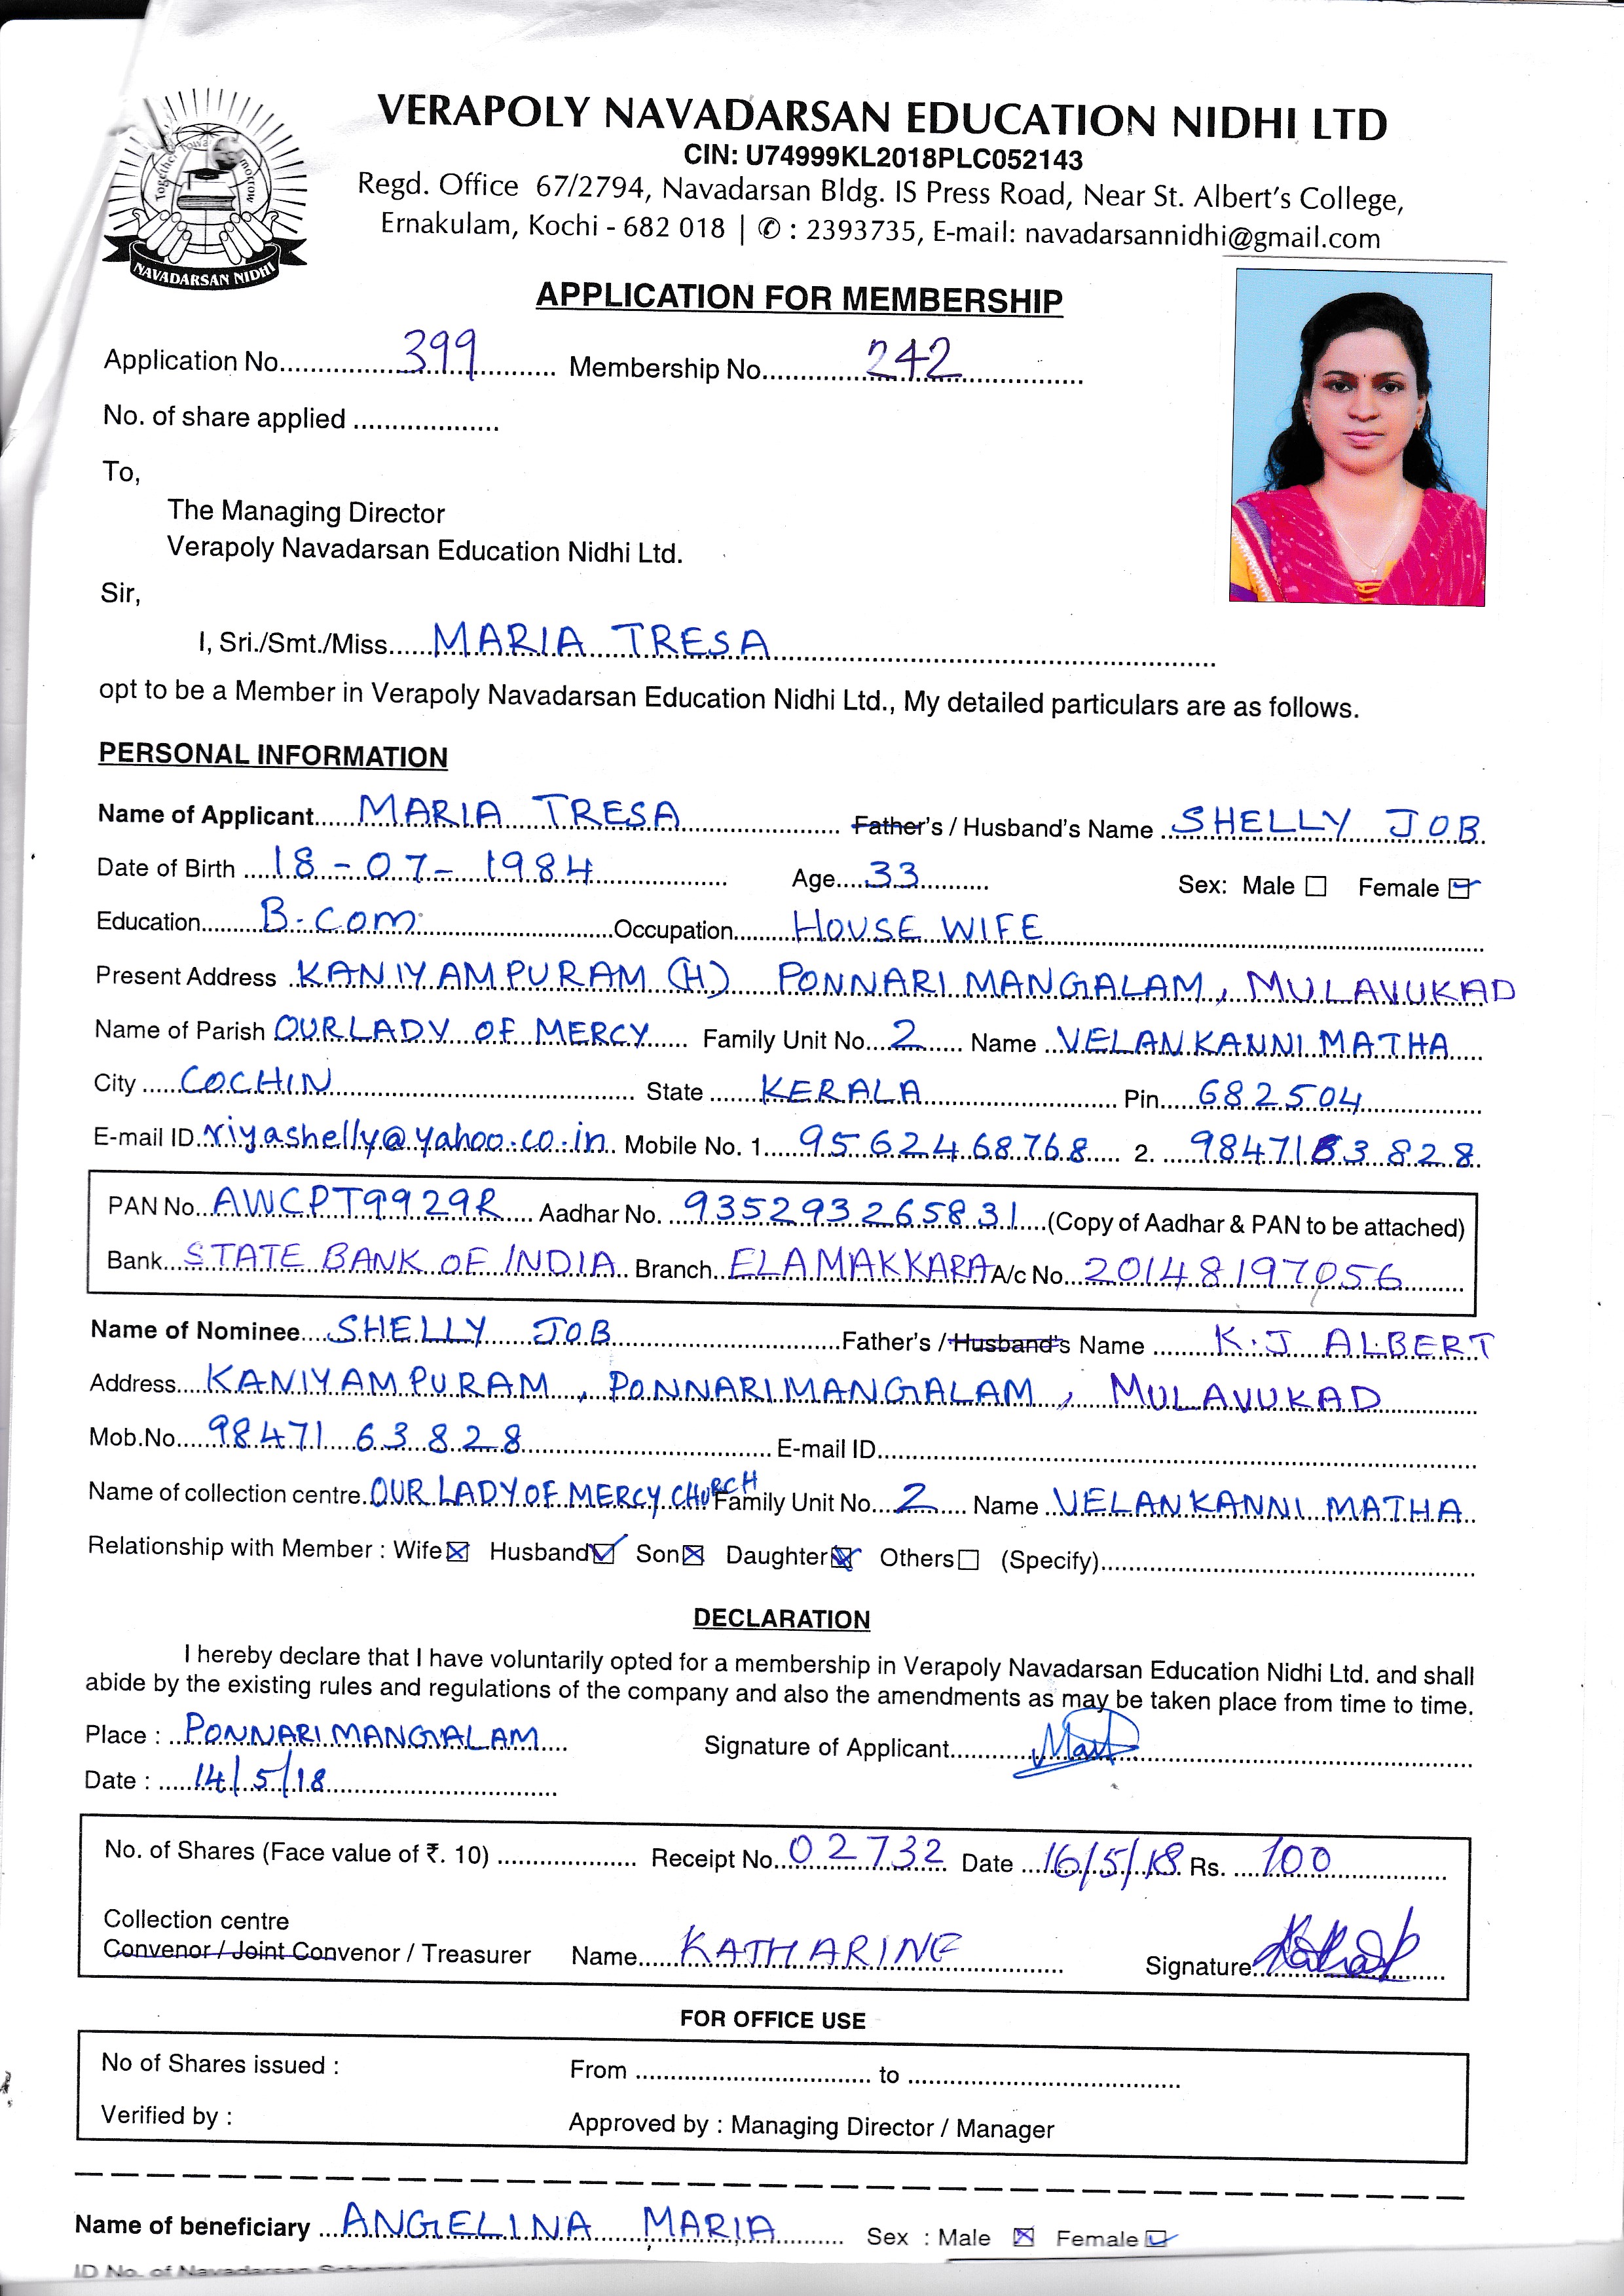 VERAPOLY NAVADARSAN EDUCATION NIDHI LTD
CIN: U74999KL2018PLC052143
Regd. Office 67/2794, Navadarsan Bldg. IS Press Road, Near St. Albert's College,
Ernakulam, Kochi - 682 018 | ✆ : 2393735, E-mail: navadarsannidhi@gmail.com
NAVADARSAN NIDHI
APPLICATION FOR MEMBERSHIP
Application No. 399 Membership No. 242
No. of share applied
To,
The Managing Director
Verapoly Navadarsan Education Nidhi Ltd.
Sir,
I, Sri./Smt./Miss. MARIA TRESA
opt to be a Member in Verapoly Navadarsan Education Nidhi Ltd., My detailed particulars are as follows.
PERSONAL INFORMATION
Name of Applicant MARIA TRESA Father's / Husband's Name SHELLY JOB
Date of Birth 18-07-1984 Age 33 Sex: Male ☐ Female ☑
Education B.COM Occupation HOUSE WIFE
Present Address KANIYAMPURAM (H) PONNARIMANGALAM, MULAVUKAD
Name of Parish OUR LADY OF MERCY Family Unit No. 2 Name VELANKANNI MATHA
City COCHIN State KERALA Pin 682504
E-mail ID riyashelly@yahoo.co.in Mobile No. 1. 9562468768 2. 9847163828
PAN No. AWCPT9929R Aadhar No. 935293265831 (Copy of Aadhar & PAN to be attached)
Bank STATE BANK OF INDIA Branch ELAMAKKARA A/c No. 20148197056
Name of Nominee SHELLY JOB Father's / Husband's Name K.J ALBERT
Address KANIYAMPURAM, PONNARIMANGALAM, MULAVUKAD
Mob.No. 9847163828 E-mail ID
Name of collection centre OUR LADY OF MERCY CHURCH Family Unit No. 2 Name VELANKANNI MATHA
Relationship with Member : Wife ☒ Husband ☑ Son ☒ Daughter ☒ Others ☐ (Specify)
DECLARATION
I hereby declare that I have voluntarily opted for a membership in Verapoly Navadarsan Education Nidhi Ltd. and shall
abide by the existing rules and regulations of the company and also the amendments as may be taken place from time to time.
Place : PONNARIMANGALAM Signature of Applicant
Date : 14/5/18
No. of Shares (Face value of ₹. 10) Receipt No. 02732 Date 16/5/18 Rs. 100
Collection centre
Convenor / Joint Convenor / Treasurer Name KATHARINE Signature
FOR OFFICE USE
No of Shares issued : From to
Verified by : Approved by : Managing Director / Manager
Name of beneficiary ANGELINA MARIA Sex : Male ☒ Female ☑